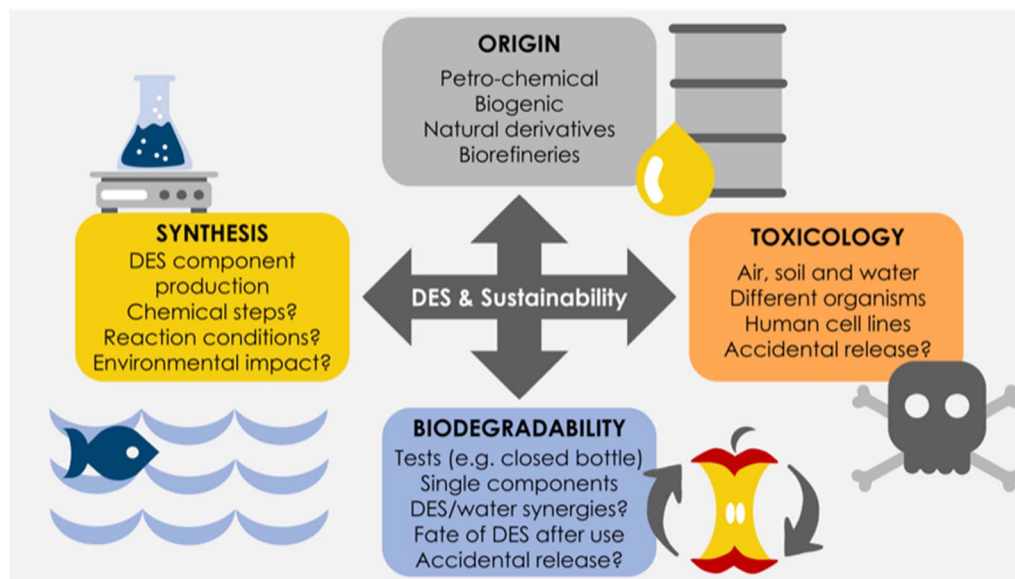 ORIGIN
Petro-chemical
Biogenic
Natural derivatives
Biorefineries
SYNTHESIS
DES component
production
Chemical steps?
Reaction conditions?
Environmental impact?
DES & Sustainability
TOXICOLOGY
Air, soil and water
Different organisms
Human cell lines
Accidental release?
BIODEGRADABILITY
Tests (e.g. closed bottle)
Single components
DES/water synergies?
Fate of DES after use
Accidental release?